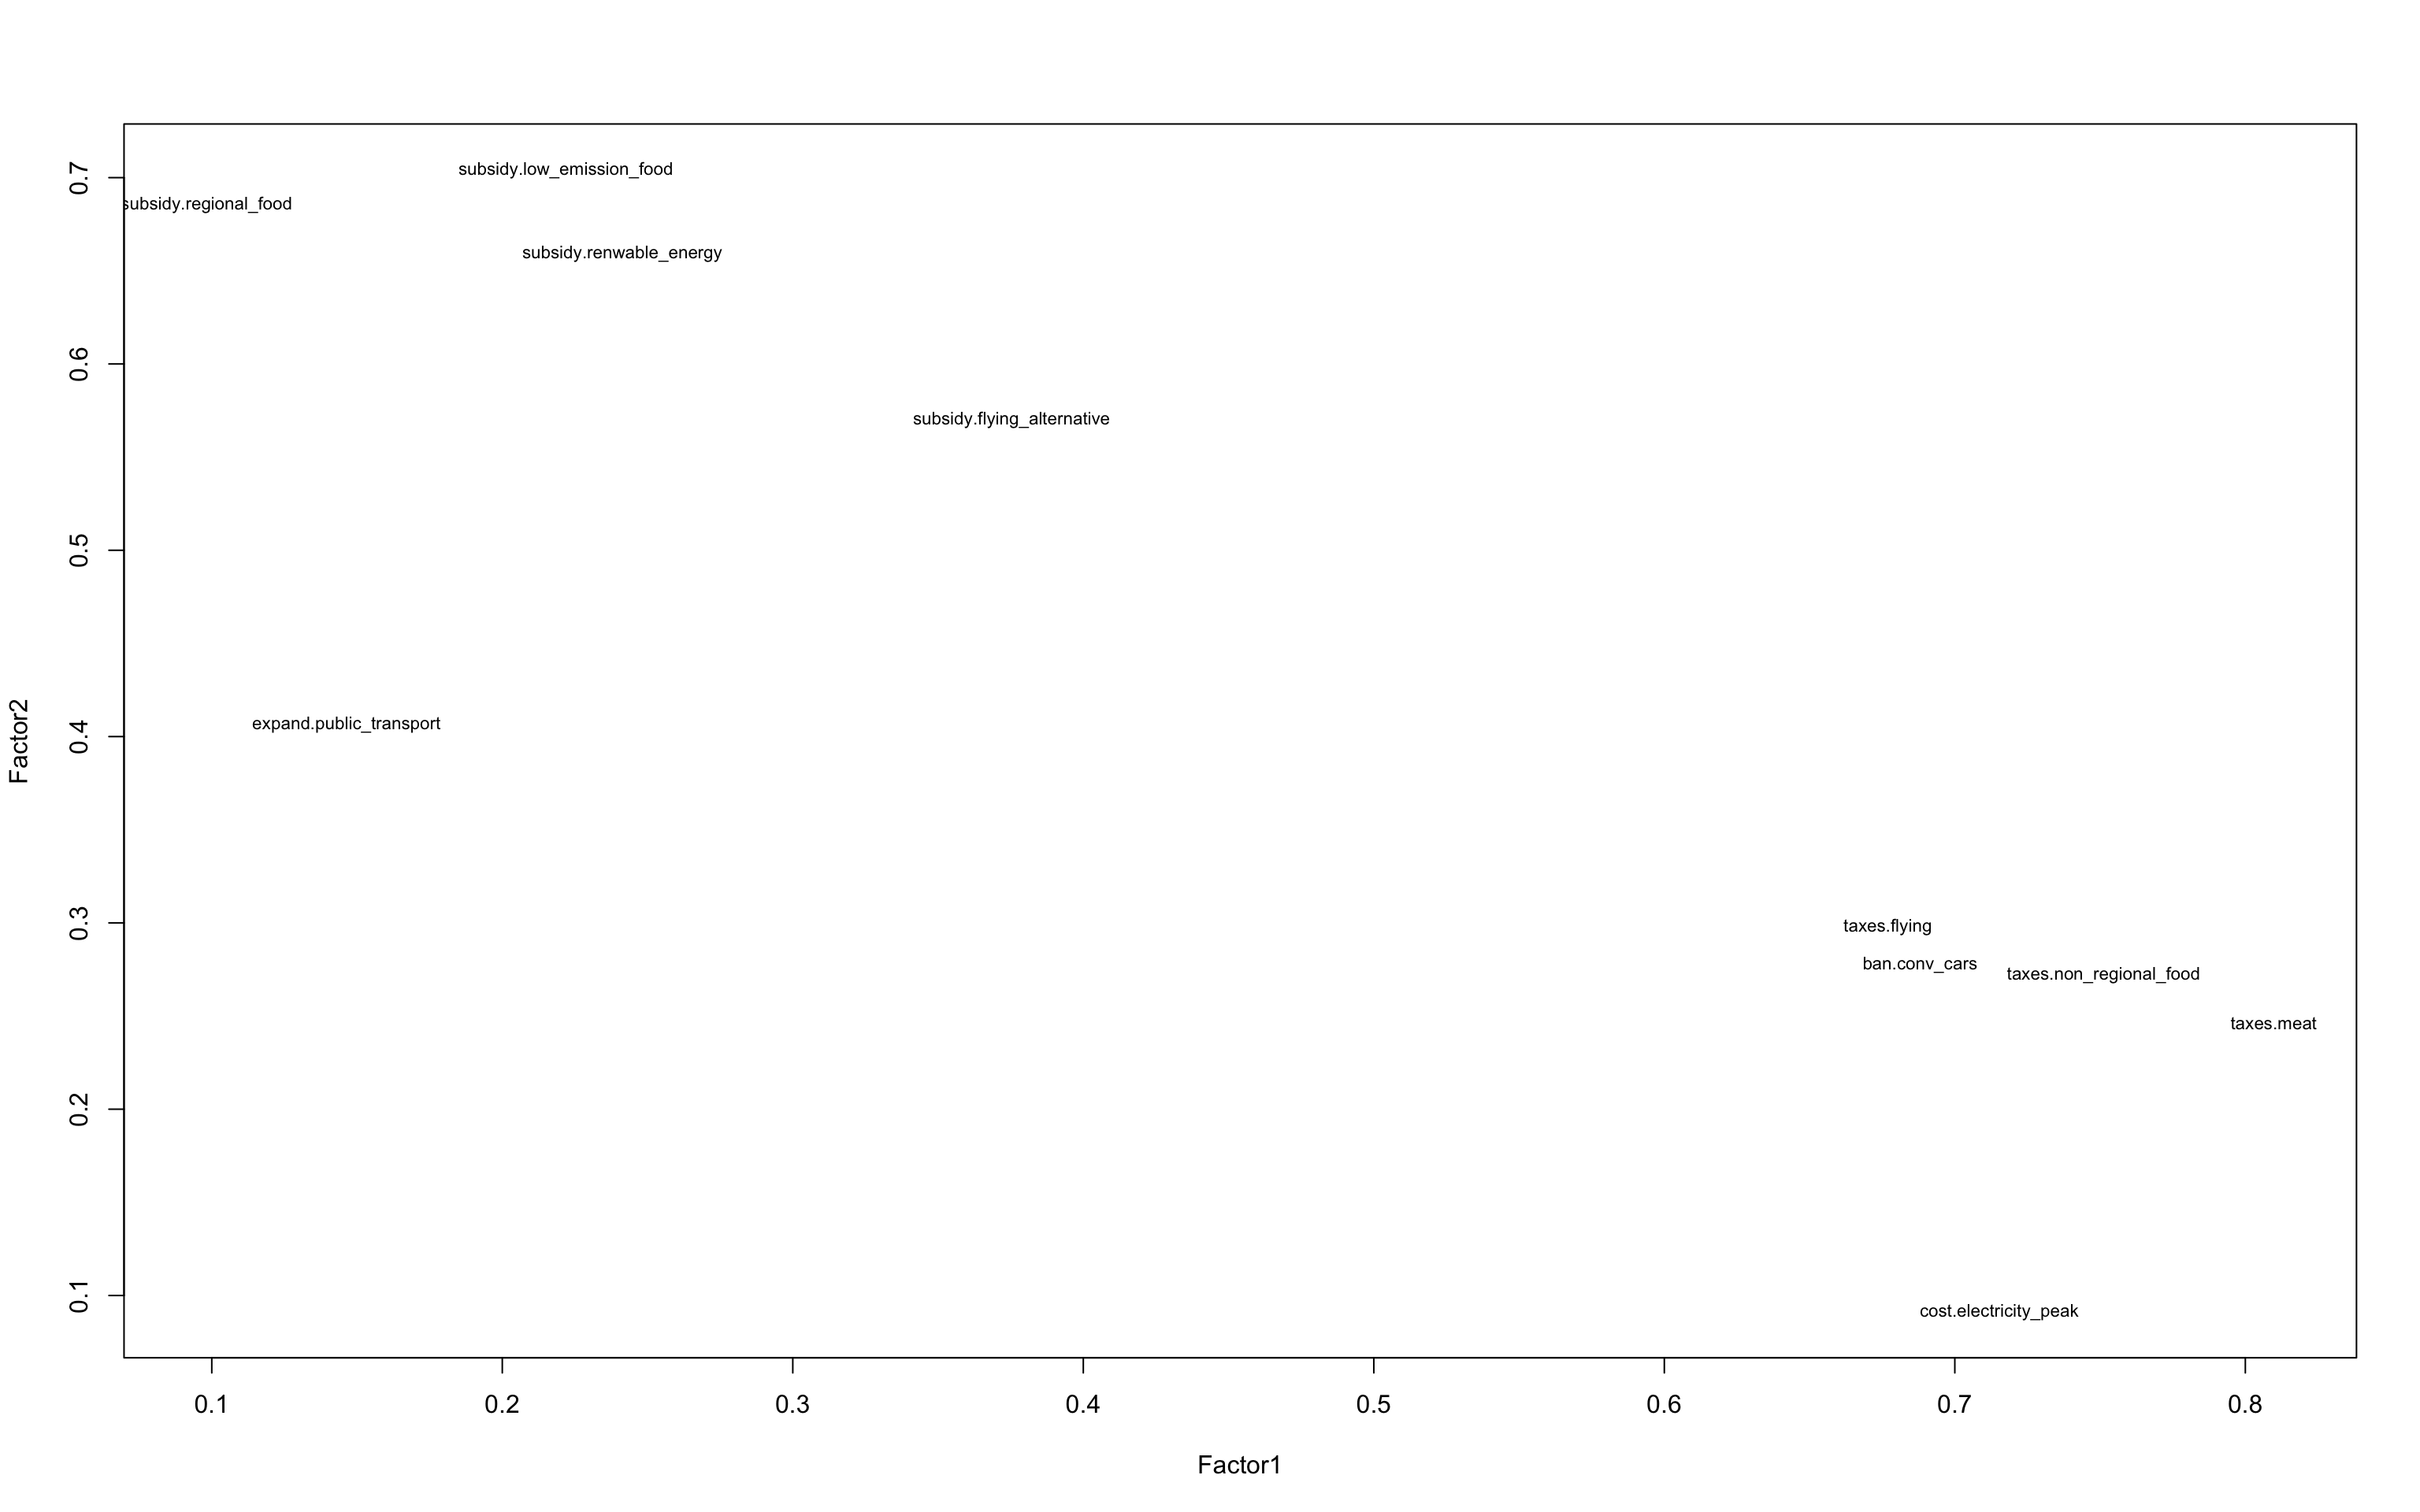 0.7
subsidy.low_emission_food
subsidy.regional_food
subsidy.renwable_energy
0.6
subsidy.flying_alternative
0.5
Factor2
0.4
expand.public_transport
0.3
taxes.flying
ban.conv_cars
taxes.non_regional_food
taxes.meat
0.2
0.1
cost.electricity_peak
0.1 0.2 0.3 0.4 0.5 0.6 0.7 0.8
Factor1